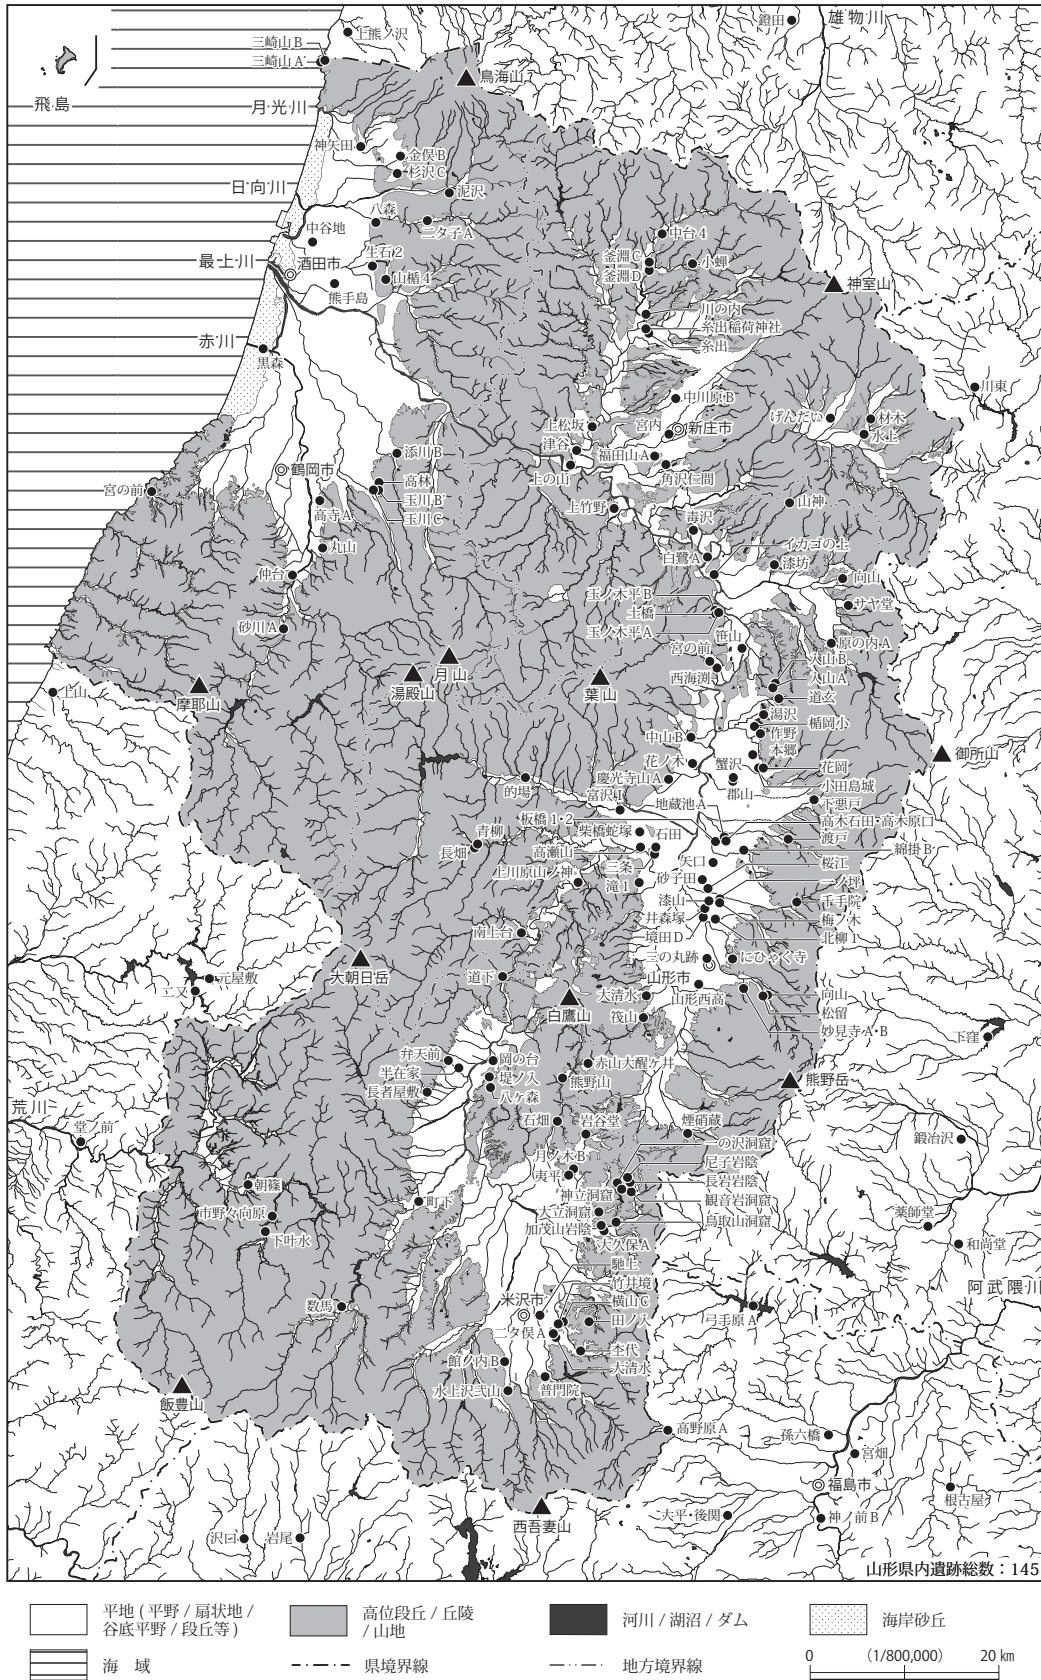 鐙田
雄物川
上熊ノ沢
三崎山B
三崎山A
鳥海山
飛島
月光川
神矢田
金俣B
杉沢C
日向川
泥沢
八森
二タ子A
中谷地
生石2
中台4
釜淵C
釜淵D
小蝉
最上川
酒田市
山楯4
熊手島
神室山
川の内
糸出稲荷神社
糸出
赤川
黒森
川東
中川原B
げんだい
材木
水上
上松坂
宮内
新庄市
津谷
福田山A
添川B
上の山
角沢仁間
鶴岡市
高林
宮の前
玉川B
玉川C
高寺A
上竹野
山神
毒沢
丸山
イカゴの上
白鷺A
漆坊
向山
仲台
玉ノ木平B
土橋
サヤ堂
玉ノ木平A
砂川A
笹山
原の内A
宮の前
入山B
月山
西海渕
入山A
湯殿山
葉山
道玄
上山
摩耶山
湯沢
楯岡小
中山B
作野
本郷
御所山
花ノ木
蟹沢
花岡
慶光寺山A
小田島城
的場
富沢1
郡山
地蔵池A
下悪戸
板橋1・2
高木石田・高木原口
青柳
柴橋蛇塚
石田
渡戸
長畑
高瀬山
矢口
綿掛B
三条
桜江
上川原山ノ神
滝1
砂子田
一ノ坪
漆山
千手院
井森塚
梅ノ木
南上台
境田D
北柳1
三の丸跡
にひゃく寺
大朝日岳
山形市
元屋敷
道下
二又
大清水
山形西高
向山
白鷹山
筏山
松留
妙見寺・A・B
下窪
弁天前
岡の台
赤山大醒ケ井
半在家
堤ノ入
熊野山
熊野岳
長者屋敷
八ケ森
荒川
堂ノ前
石畑
岩谷堂
煙硝蔵
鍛冶沢
の沢洞窟
月ノ木B
尼子岩陰
夷平
長岩岩陰
朝篠
神立洞窟
観音岩洞窟
町下
市野々向原
大立洞窟
鳥取山洞窟
薬師堂
下叶水
加茂山岩陰
大久保A
和尚堂
馳上
竹井境
阿武隈川
米沢市
横山C
数馬
田ノ入
弓手原A
二タ俣A
杢代
館ノ内B
大清水
水上沢弐山
普門院
飯豊山
高野原A
孫六橋
宮畑
福島市
根古屋
西吾妻山
大平・後関
神ノ前B
沢口
岩尾
山形県内遺跡総数：145
平地(平野/扇状地/
谷底平野/段丘等)
高位段丘/丘陵
/山地
河川/湖沼/ダム
海岸砂丘
海 域
県境界線
地方境界線
0 (1/800,000) 20 km